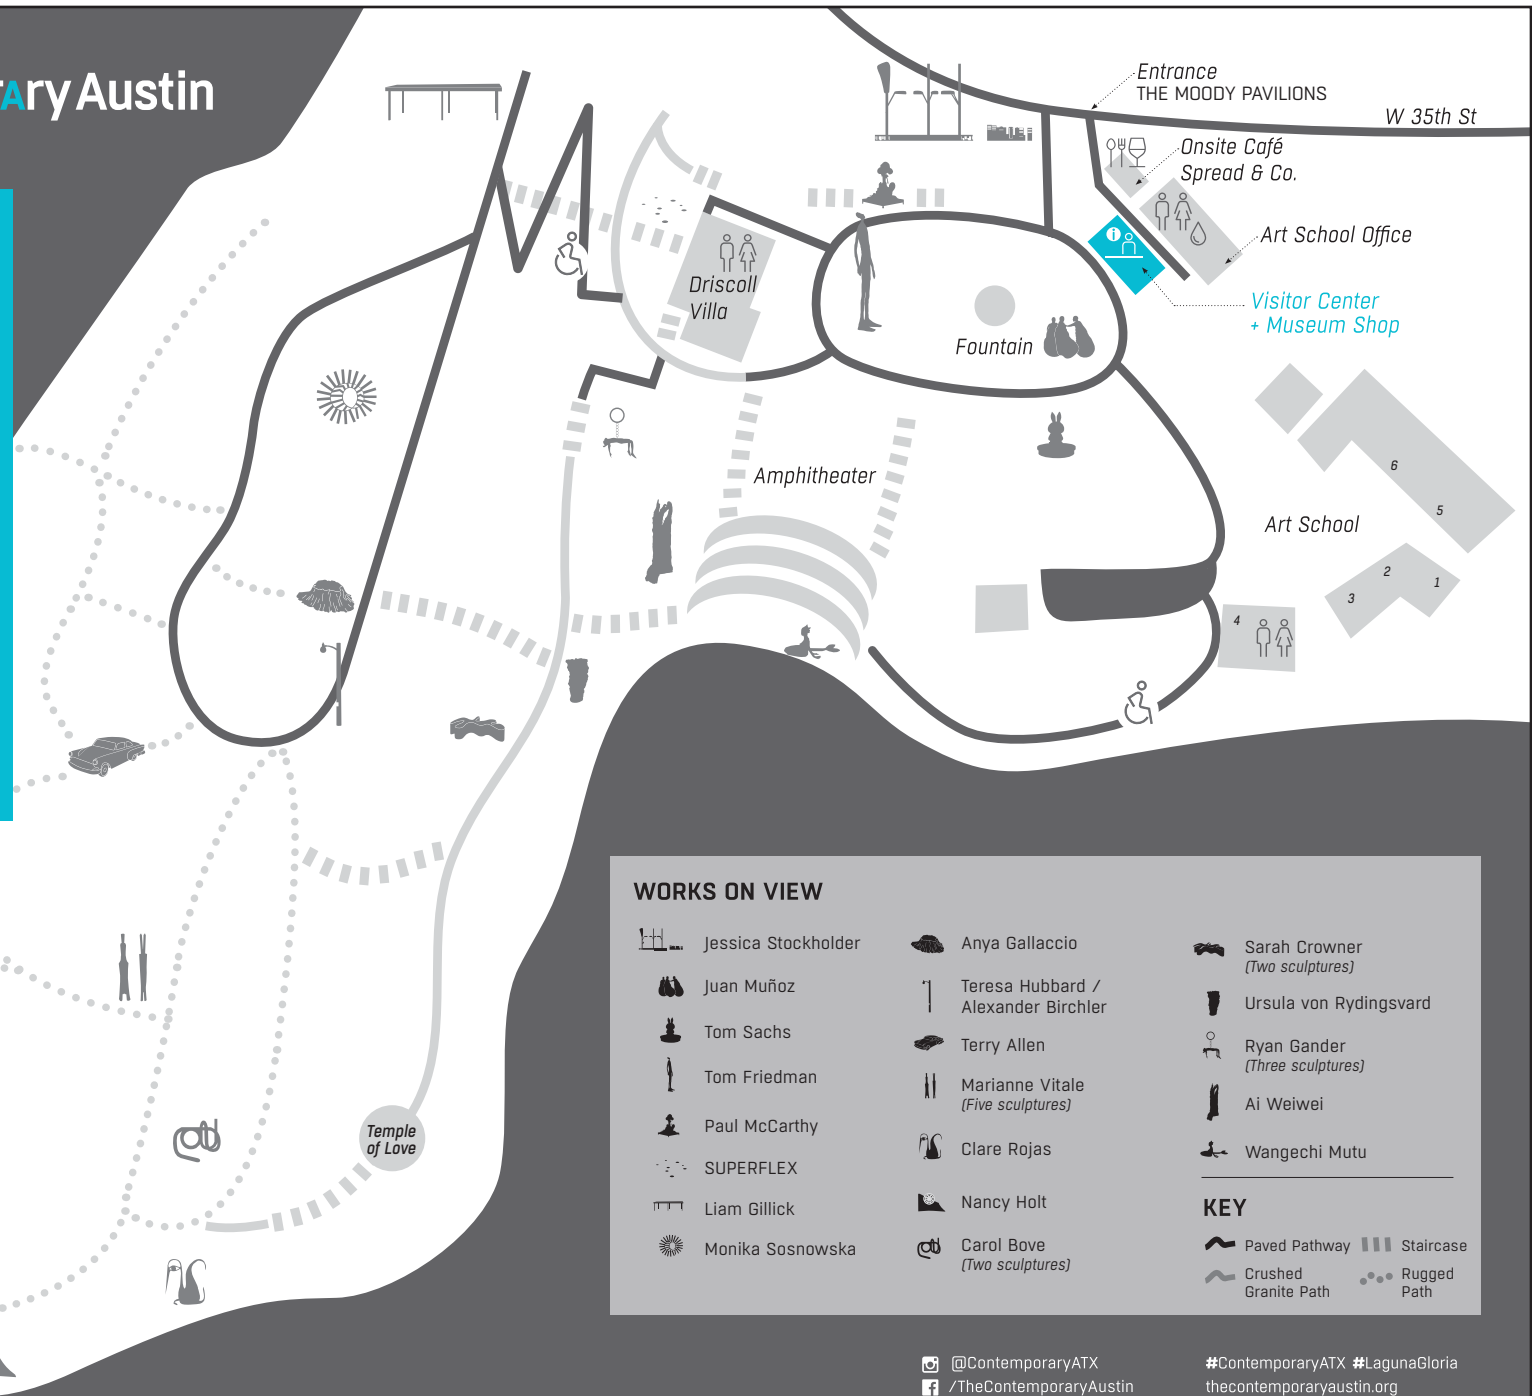 AryAustin
Entrance
THE MOODY PAVILIONS
W 35th St
Onsite Café
Spread & Co.
Art School Office
Visitor Center
+ Museum Shop
Driscoll
Villa
Fountain
Amphitheater
Art School
6
5
2
1
3
4
Temple
of Love
WORKS ON VIEW
Jessica Stockholder
Juan Muñoz
Tom Sachs
Tom Friedman
Paul McCarthy
SUPERFLEX
Liam Gillick
Monika Sosnowska
Anya Gallaccio
Teresa Hubbard /
Alexander Birchler
Terry Allen
Marianne Vitale
(Five sculptures)
Clare Rojas
Nancy Holt
Carol Bove
(Two sculptures)
Sarah Crowner
(Two sculptures)
Ursula von Rydingsvard
Ryan Gander
(Three sculptures)
Ai Weiwei
Wangechi Mutu
KEY
Paved Pathway
Staircase
Crushed
Granite Path
Rugged
Path
@ContemporaryATX
/TheContemporaryAustin
#ContemporaryATX #LagunaGloria
thecontemporaryaustin.org